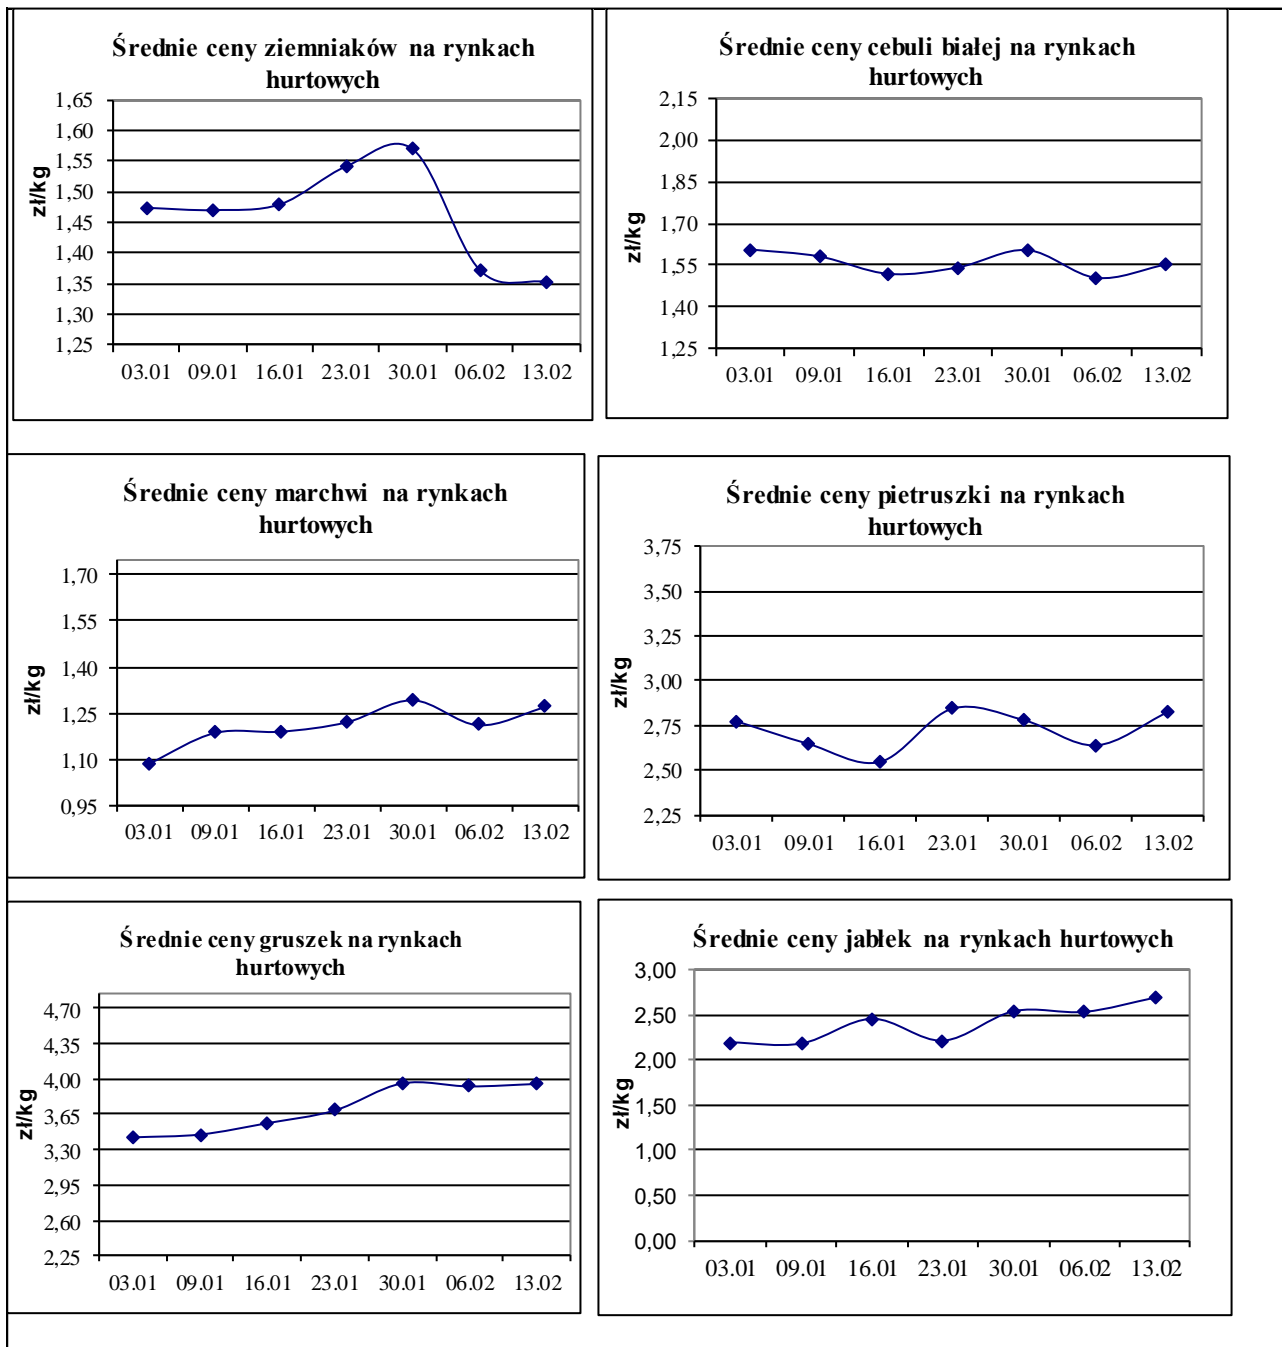 Średnie ceny ziemniaków na rynkach
hurtowych
zł/kg
1,65
1,60
1,55
1,50
1,45
1,40
1,35
1,30
1,25
03.01 09.01 16.01 23.01 30.01 06.02 13.02
Średnie ceny cebuli białej na rynkach
hurtowych
zł/kg
2,15
2,00
1,85
1,70
1,55
1,40
1,25
03.01 09.01 16.01 23.01 30.01 06.02 13.02
Średnie ceny marchwi na rynkach
hurtowych
zł/kg
1,70
1,55
1,40
1,25
1,10
0,95
03.01 09.01 16.01 23.01 30.01 06.02 13.02
Średnie ceny pietruszki na rynkach
hurtowych
zł/kg
3,75
3,50
3,25
3,00
2,75
2,50
2,25
03.01 09.01 16.01 23.01 30.01 06.02 13.02
Średnie ceny gruszek na rynkach
hurtowych
zł/kg
4,70
4,35
4,00
3,65
3,30
2,95
2,60
2,25
03.01 09.01 16.01 23.01 30.01 06.02 13.02
Średnie ceny jabłek na rynkach hurtowych
zł/kg
3,00
2,50
2,00
1,50
1,00
0,50
0,00
03.01 09.01 16.01 23.01 30.01 06.02 13.02